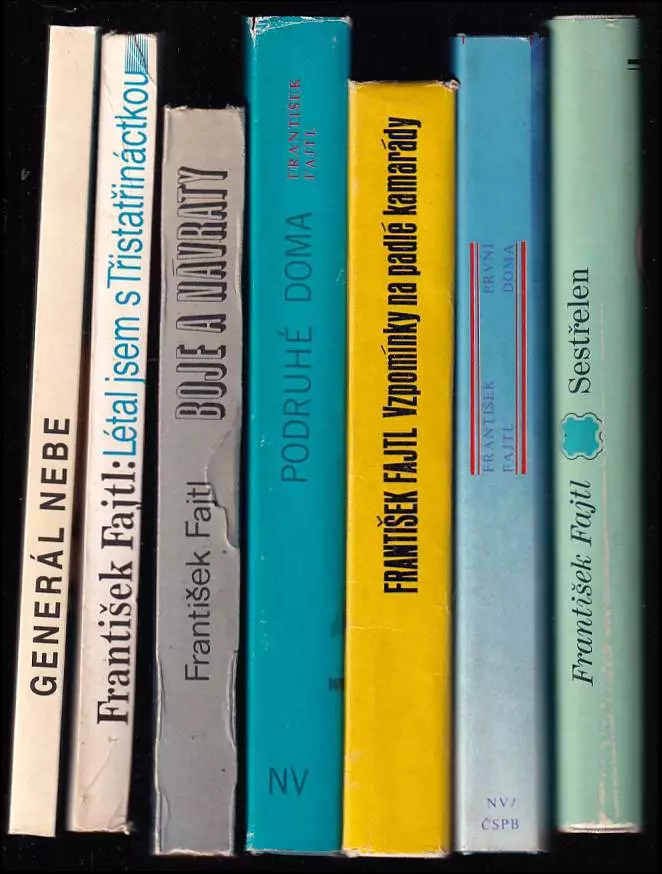 GENERÁL NEBE
František Fajtl: Létal jsem s Třistatřináctkou
František Fajtl
BOJE A NÁVRATY
FRANTIŠEK
FAJTL
PODRUHÉ DOMA
NV
FRANTIŠEK FAJTL Vzpomínky na padlé kamarády
FRANTIŠEK
FAJTL
PRVNÍ
DOMA
NV/
ČSPB
František Fajtl
Sestřelen